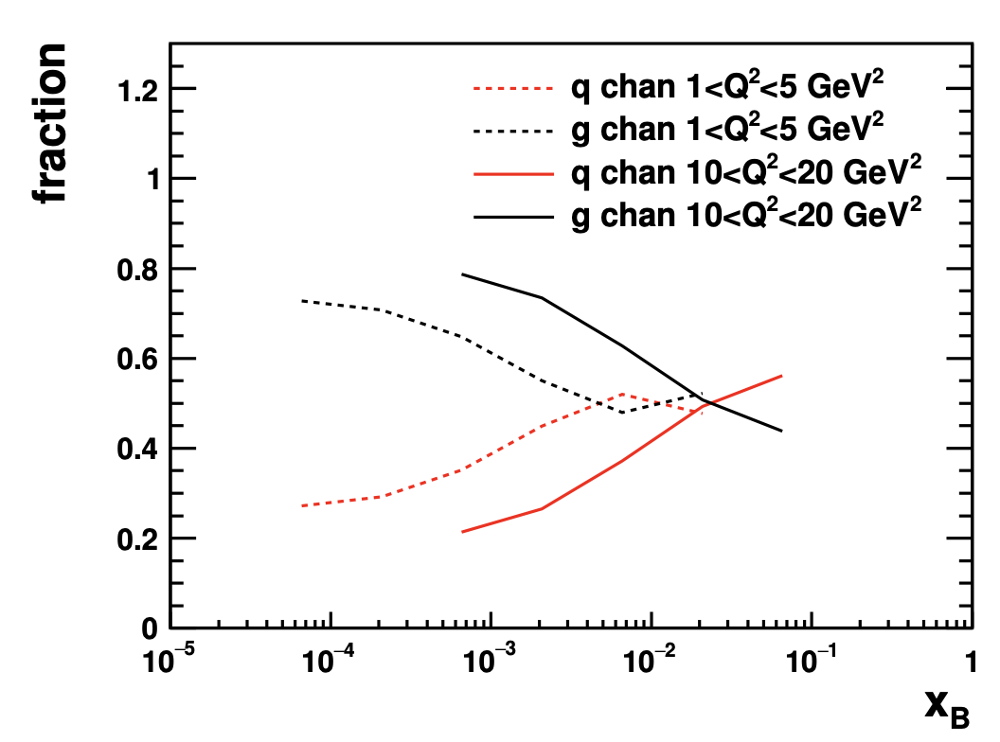 fraction
1.2
1
0.8
0.6
0.4
0.2
0
q chan 1<Q²<5 GeV²
g chan 1<Q²<5 GeV²
q chan 10<Q²<20 GeV²
g chan 10<Q²<20 GeV²
10⁻⁵ 10⁻⁴ 10⁻³ 10⁻² 10⁻¹ 1
x_B